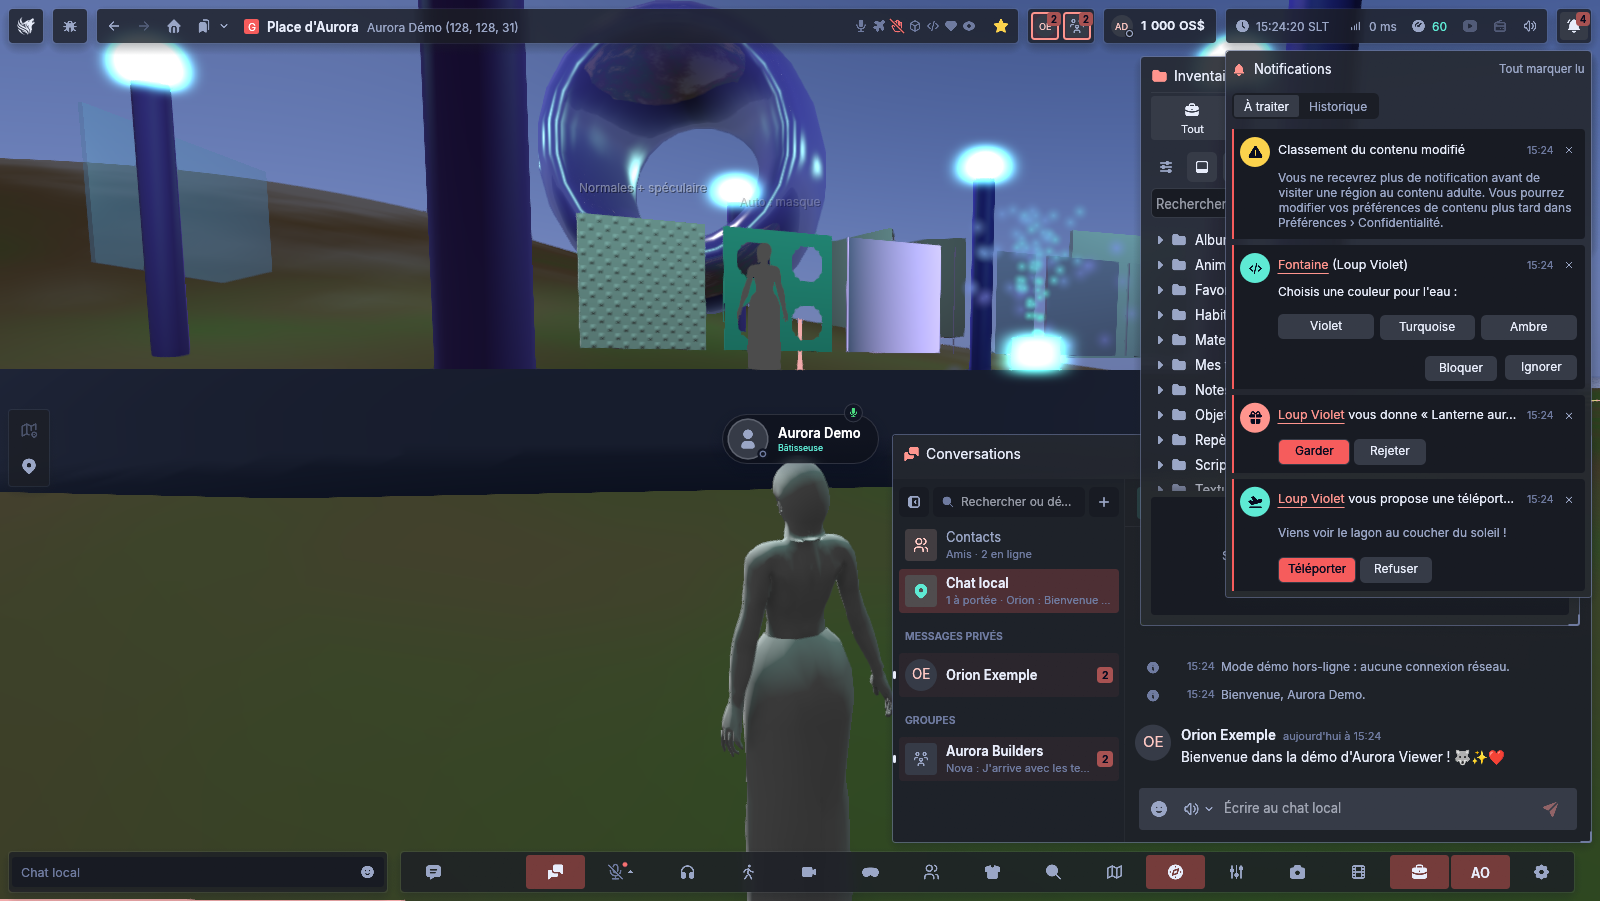 G Place d'Aurora Aurora Démo (128, 128, 31)
OE 2 2
AD 1 000 OS$
15:24:20 SLT 0 ms 60
4
Normales + spéculaire
Auto / masque
Inventai
Tout
Rechercher
Albu
Anim
Favo
Habit
Mate
Mes
Note
Obje
Repè
Scrip
Textu
Notifications Tout marquer lu
À traiter Historique
Classement du contenu modifié 15:24 ×
Vous ne recevrez plus de notification avant de
visiter une région au contenu adulte. Vous pourrez
modifier vos préférences de contenu plus tard dans
Préférences › Confidentialité.
Fontaine (Loup Violet) 15:24 ×
Choisis une couleur pour l'eau :
Violet Turquoise Ambre
Bloquer Ignorer
Loup Violet vous donne « Lanterne aur... 15:24 ×
Garder Rejeter
Loup Violet vous propose une téléport... 15:24 ×
Viens voir le lagon au coucher du soleil !
Téléporter Refuser
Aurora Demo
Bâtisseuse
Conversations
Rechercher ou dé... +
Contacts
Amis · 2 en ligne
Chat local
1 à portée · Orion : Bienvenue ...
MESSAGES PRIVÉS
OE Orion Exemple 2
GROUPES
Aurora Builders
Nova : J'arrive avec les te... 2
15:24 Mode démo hors-ligne : aucune connexion réseau.
15:24 Bienvenue, Aurora Demo.
OE Orion Exemple aujourd'hui à 15:24
Bienvenue dans la démo d'Aurora Viewer ! 🐺✨❤️
Écrire au chat local
Chat local
AO